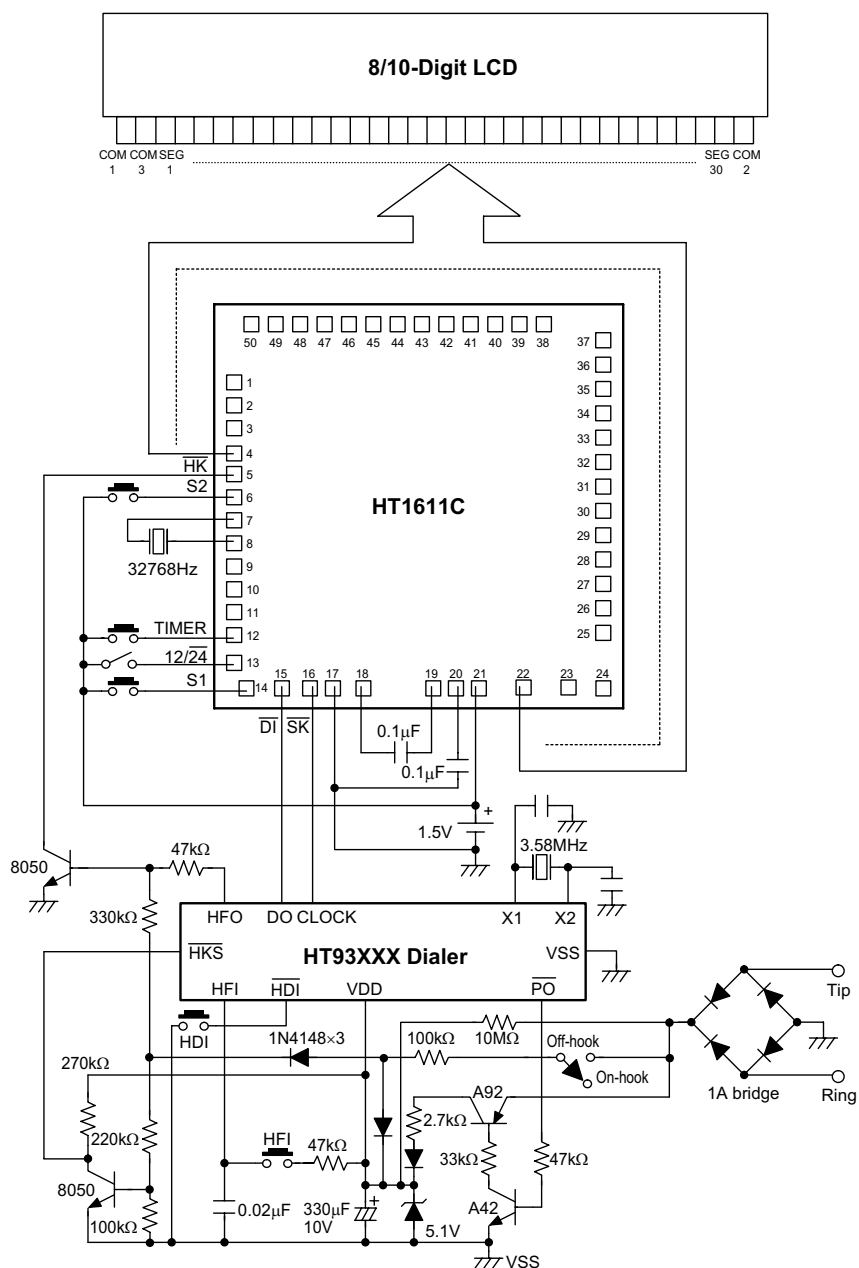 8/10-Digit LCD
COM COM SEG SEG COM
1 3 1 30 2
50 49 48 47 46 45 44 43 42 41 40 39 38
37
36
35
34
33
32
31
30
29
28
27
26
25
1
2
3
4
HK 5
S2 6
7
8
32768Hz
9
10
11
TIMER 12
12/24 13
S1 14
HT1611C
15 16 17 18 19 20 21 22 23 24
DI SK
0.1μF
0.1μF
1.5V
+
3.58MHz
47kΩ
8050
330kΩ
HFO DO CLOCK X1 X2
HKS HT93XXX Dialer VSS
HFI HDI VDD PO
HDI
1N4148×3
100kΩ
10MΩ
Off-hook
On-hook
Tip
Ring
1A bridge
270kΩ
A92
2.7kΩ
220kΩ
HFI
47kΩ
33kΩ
47kΩ
8050
A42
100kΩ
0.02μF
330μF
10V
+
5.1V
VSS